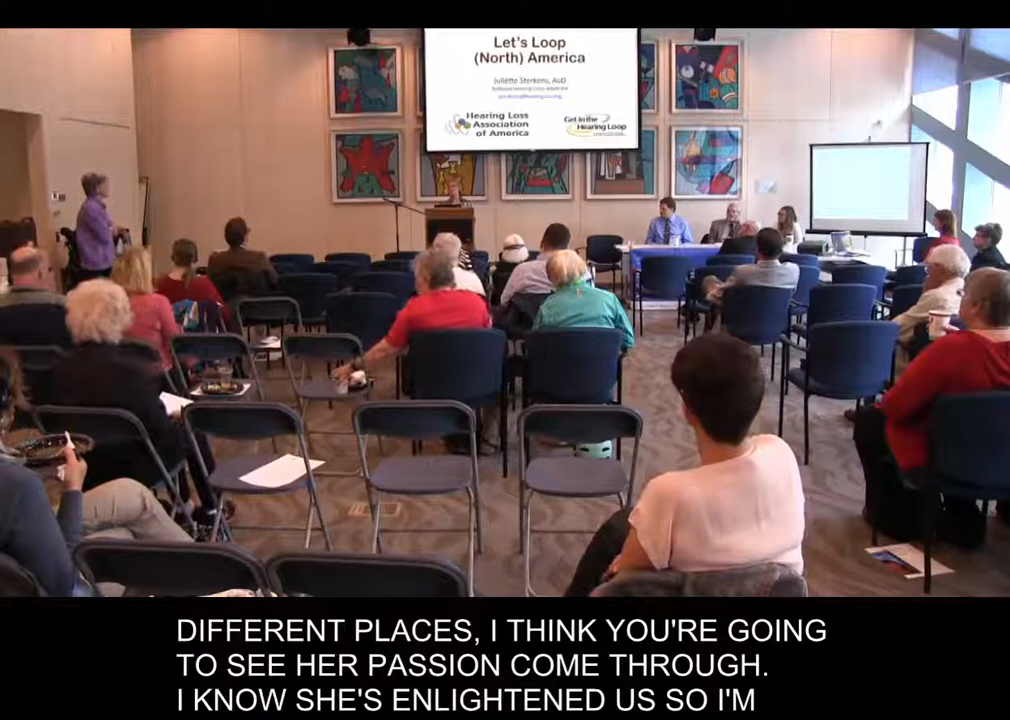 Let's Loop
(North) America
Juliëtte Sterkens, AuD
Hearing Loss
Association
of America
Get in the
Hearing Loop
DIFFERENT PLACES, I THINK YOU'RE GOING
TO SEE HER PASSION COME THROUGH.
I KNOW SHE'S ENLIGHTENED US SO I'M